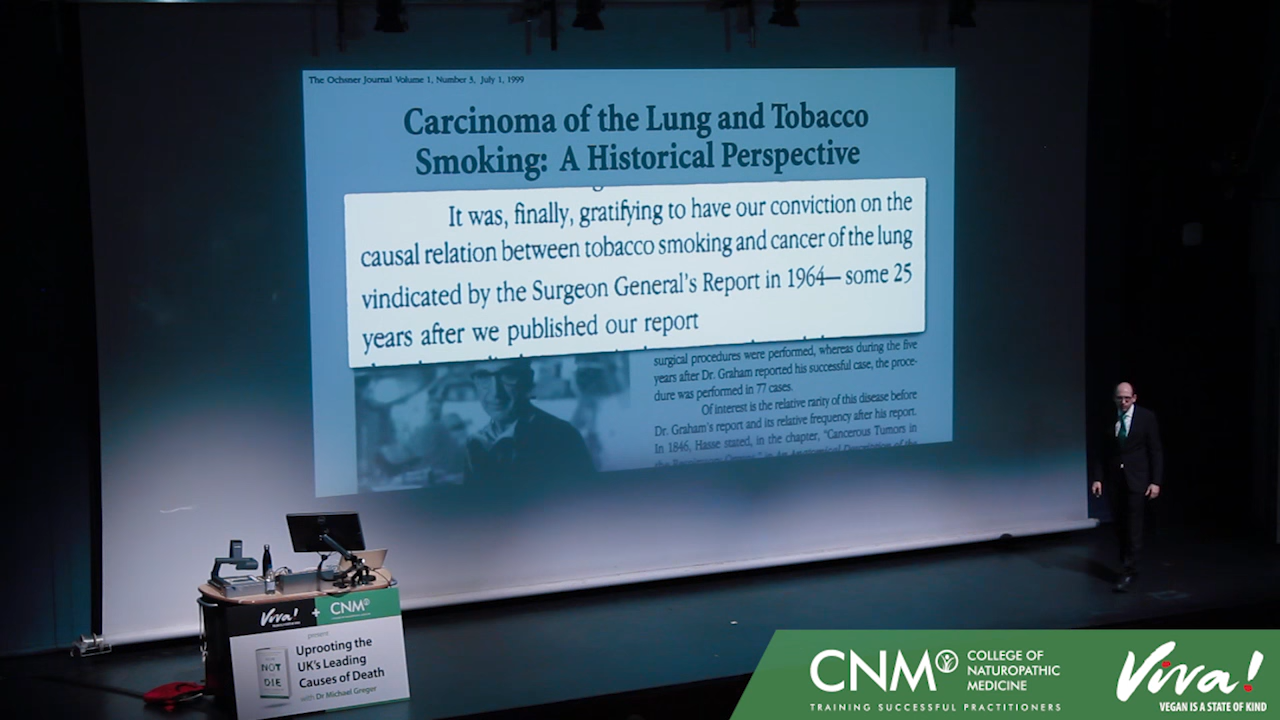 The Ochsner Journal Volume 1, Number 3, July 1, 1999
Carcinoma of the Lung and Tobacco
Smoking: A Historical Perspective
It was, finally, gratifying to have our conviction on the
causal relation between tobacco smoking and cancer of the lung
vindicated by the Surgeon General's Report in 1964— some 25
years after we published our report
surgical procedures were performed, whereas during the five
years after Dr. Graham reported his successful case, the proce-
dure was performed in 77 cases.
Of interest is the relative rarity of this disease before
Dr. Graham's report and its relative frequency after his report.
In 1846, Hasse stated, in the chapter, "Cancerous Tumors in
Viva! + CNM
present
Uprooting the
UK's Leading
Causes of Death
with Dr Michael Greger
NOT
DIE
CNM
COLLEGE OF
NATUROPATHIC
MEDICINE
TRAINING SUCCESSFUL PRACTITIONERS
Viva!
VEGAN IS A STATE OF KIND